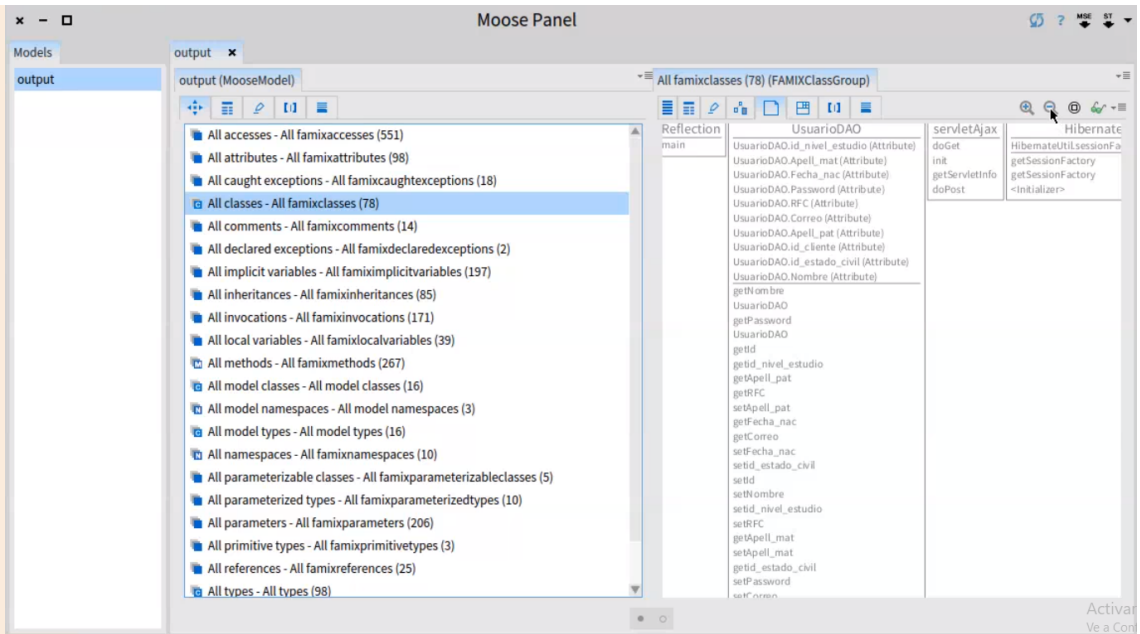 Moose Panel
MSE ST
Models
output
output
output (MooseModel)
All accesses - All famixaccesses (551)
All attributes - All famixattributes (98)
All caught exceptions - All famixcaughtexceptions (18)
All classes - All famixclasses (78)
All comments - All famixcomments (14)
All declared exceptions - All famixdeclaredexceptions (2)
All implicit variables - All famiximplicitvariables (197)
All inheritances - All famixinheritances (85)
All invocations - All famixinvocations (171)
All local variables - All famixlocalvariables (39)
All methods - All famixmethods (267)
All model classes - All model classes (16)
All model namespaces - All model namespaces (3)
All model types - All model types (16)
All namespaces - All famixnamespaces (10)
All parameterizable classes - All famixparameterizableclasses (5)
All parameterized types - All famixparameterizedtypes (10)
All parameters - All famixparameters (206)
All primitive types - All famixprimitivetypes (3)
All references - All famixreferences (25)
All types - All types (98)
All famixclasses (78) (FAMIXClassGroup)
Reflection
main
UsuarioDAO
UsuarioDAO.id_nivel_estudio (Attribute)
UsuarioDAO.Apell_mat (Attribute)
UsuarioDAO.Fecha_nac (Attribute)
UsuarioDAO.Password (Attribute)
UsuarioDAO.RFC (Attribute)
UsuarioDAO.Correo (Attribute)
UsuarioDAO.Apell_pat (Attribute)
UsuarioDAO.id_cliente (Attribute)
UsuarioDAO.id_estado_civil (Attribute)
UsuarioDAO.Nombre (Attribute)
getNombre
UsuarioDAO
getPassword
UsuarioDAO
getId
getid_nivel_estudio
getApell_pat
getRFC
setApell_pat
getFecha_nac
getCorreo
setFecha_nac
setid_estado_civil
setId
setNombre
setid_nivel_estudio
setRFC
getApell_mat
setApell_mat
getid_estado_civil
setPassword
setCorreo
servletAjax
doGet
init
getServletInfo
doPost
Hibernate
HibernateUtil.sessionFa
getSessionFactory
getSessionFactory
<Initializer>
Activar
Ve a Con